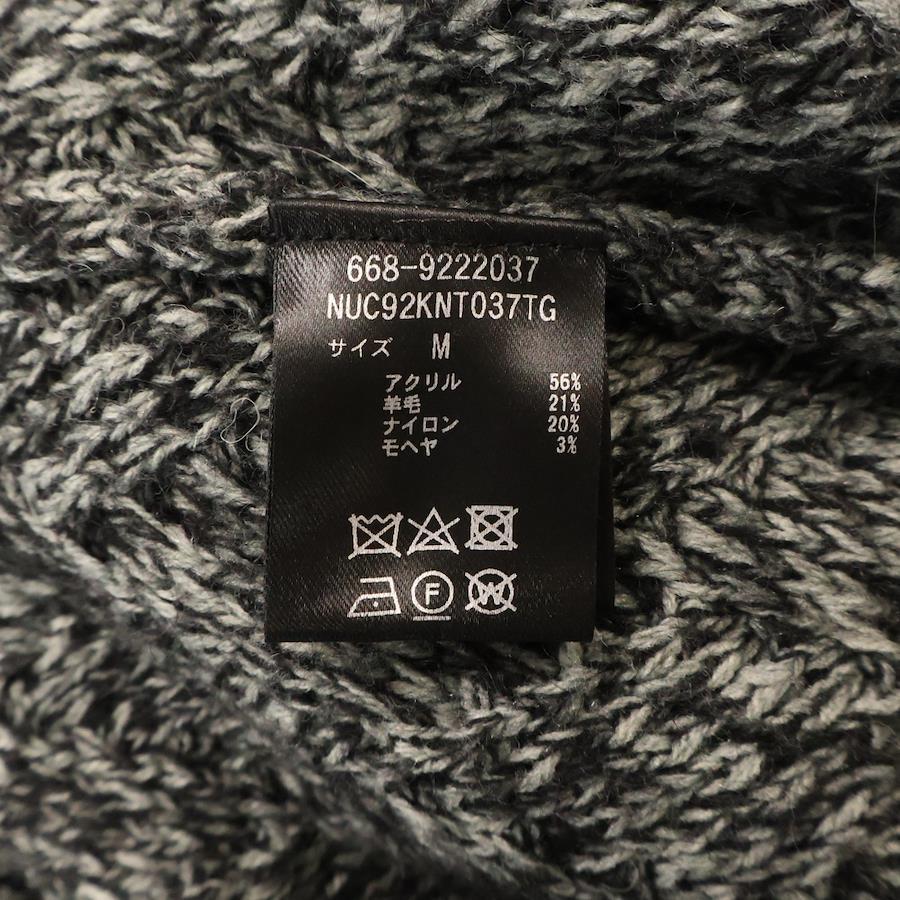 668-9222037
NUC92KNT037TG
サイズ M
アクリル 56%
羊毛 21%
ナイロン 20%
モヘヤ 3%
F W